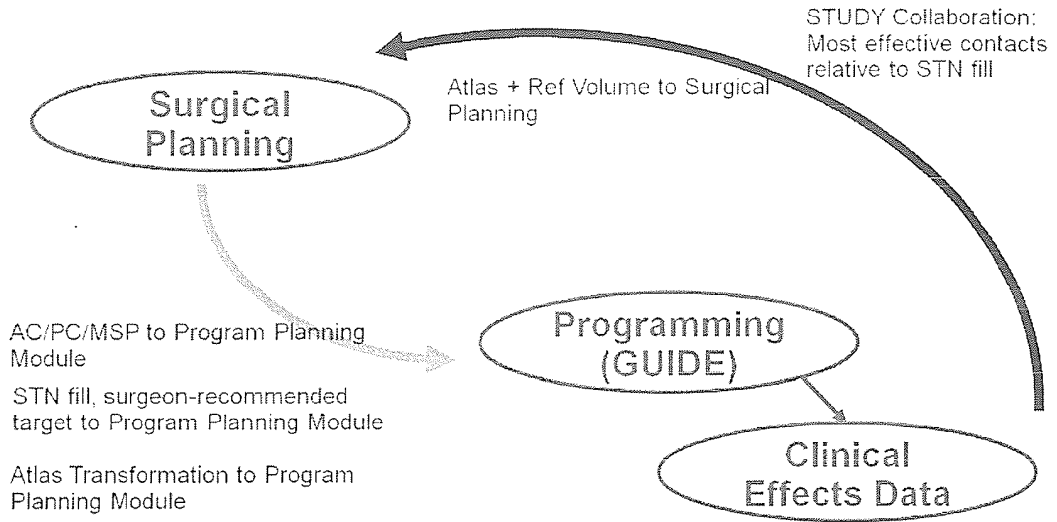 STUDY Collaboration:
Most effective contacts
relative to STN fill
Atlas + Ref Volume to Surgical
Planning
Surgical
Planning
AC/PC/MSP to Program Planning
Module
STN fill, surgeon-recommended
target to Program Planning Module
Atlas Transformation to Program
Planning Module
Programming
(GUIDE)
Clinical
Effects Data